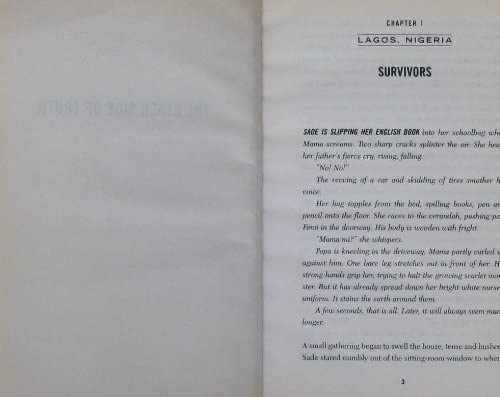 CHAPTER 1
LAGOS, NIGERIA
SURVIVORS
SADE IS SLIPPING HER ENGLISH BOOK into her schoolbag whe
Mama screams. Two sharp cracks splinter the air. She hea
her father's fierce cry, rising, falling.
"No! No!"
The revving of a car and skidding of tires smother h
voice.
Her bag topples from the bed, spilling books, pen an
pencil onto the floor. She races to the verandah, pushing pa
Femi in the doorway. His body is wooden with fright.
"Mama mi?" she whispers.
Papa is kneeling in the driveway, Mama partly curled u
against him. One bare leg stretches out in front of her. H
strong hands grip her, trying to halt the growing scarlet mon
ster. But it has already spread down her bright white nurse
uniform. It stains the earth around them.
A few seconds, that is all. Later, it will always seem muc
longer.
A small gathering began to swell the house, tense and hushed
Sade stared numbly out of the sitting-room window to wher
3